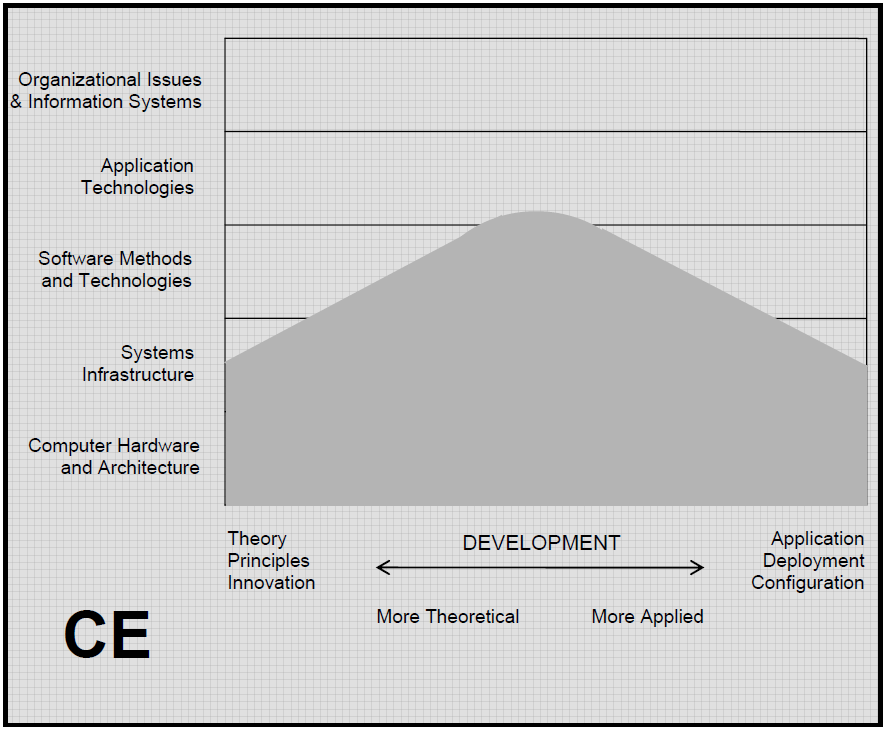 Organizational Issues
& Information Systems
Application
Technologies
Software Methods
and Technologies
Systems
Infrastructure
Computer Hardware
and Architecture
Theory
Principles
Innovation
DEVELOPMENT
More Theoretical
More Applied
Application
Deployment
Configuration
CE